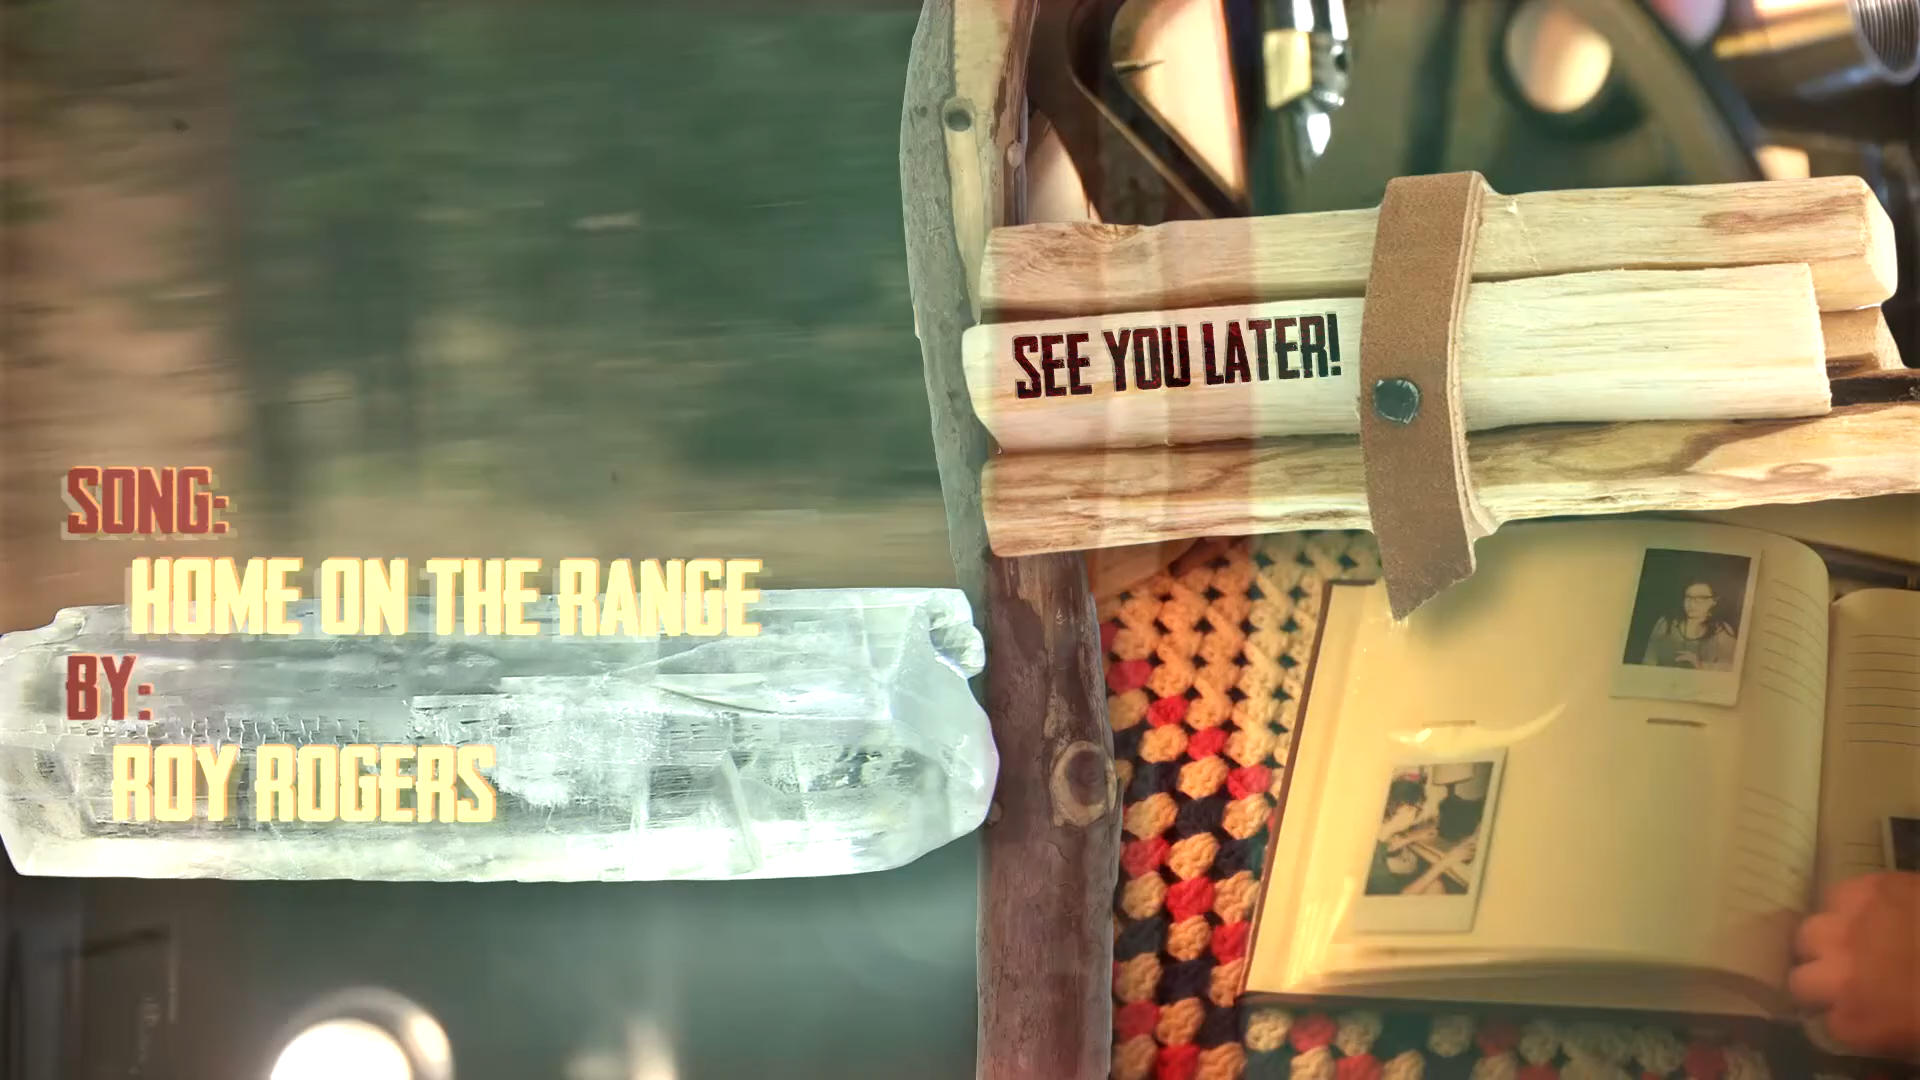 SEE YOU LATER!
SONG:
HOME ON THE RANGE
BY:
ROY ROGERS